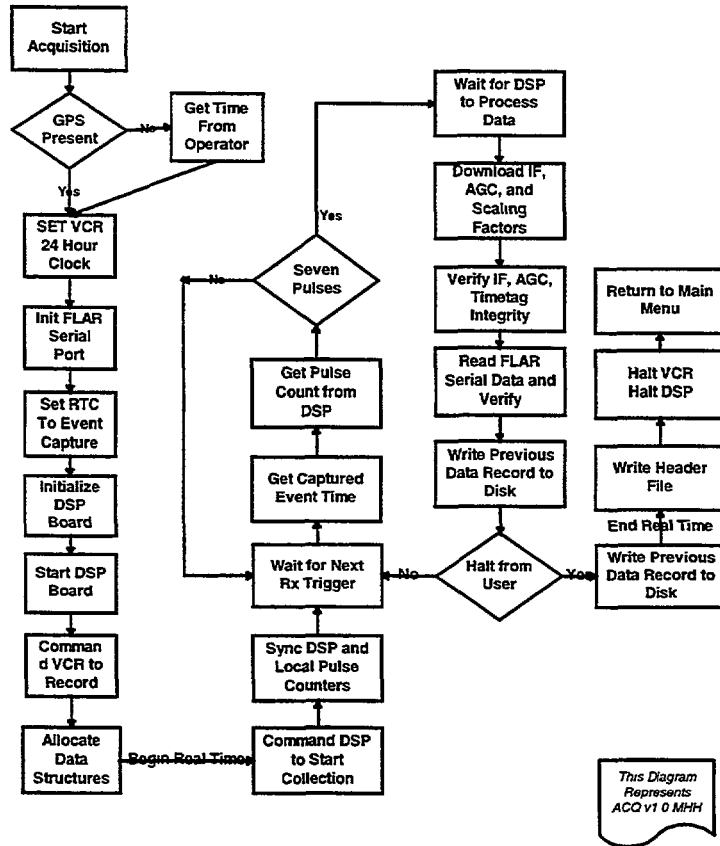 Start
Acquisition
GPS
Present
No
Get Time
From
Operator
Yes
SET VCR
24 Hour
Clock
Init FLAR
Serial
Port
Set RTC
To Event
Capture
Initialize
DSP
Board
Start DSP
Board
Comman
d VCR to
Record
Allocate
Data
Structures
Begin Real Time
Command DSP
to Start
Collection
Sync DSP and
Local Pulse
Counters
Wait for Next
Rx Trigger
Get Captured
Event Time
Get Pulse
Count from
DSP
Seven
Pulses
No
Yes
Wait for DSP
to Process
Data
Download IF,
AGC, and
Scaling
Factors
Verify IF, AGC,
Timetag
Integrity
Read FLAR
Serial Data and
Verify
Write Previous
Data Record to
Disk
Halt from
User
No
Yes
Write Previous
Data Record to
Disk
End Real Time
Write Header
File
Halt VCR
Halt DSP
Return to Main
Menu
This Diagram
Represents
ACQ v1 0 MHH